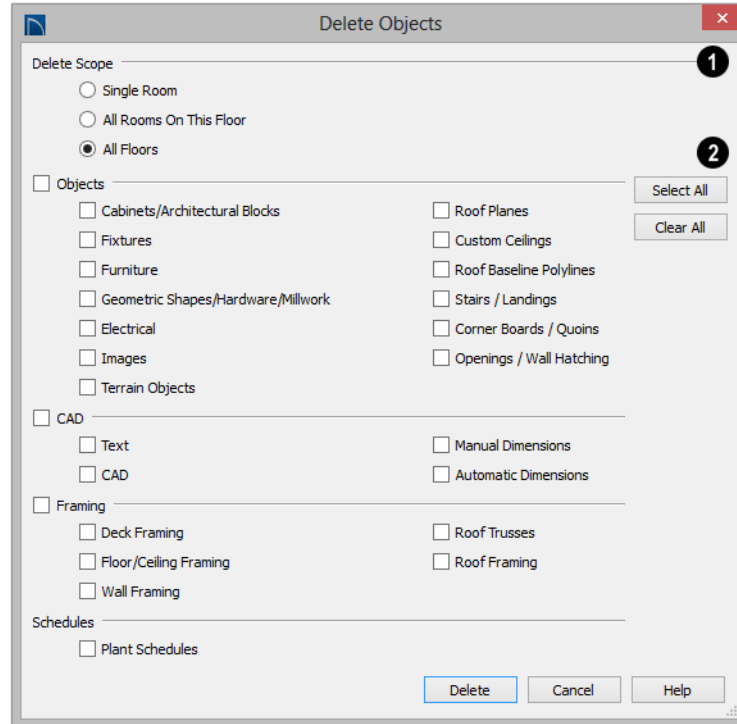 Delete Objects
Delete Scope
1
Single Room
All Rooms On This Floor
All Floors
2
Objects
Select All
Cabinets/Architectural Blocks
Roof Planes
Clear All
Fixtures
Custom Ceilings
Furniture
Roof Baseline Polylines
Geometric Shapes/Hardware/Millwork
Stairs / Landings
Electrical
Corner Boards / Quoins
Images
Openings / Wall Hatching
Terrain Objects
CAD
Text
Manual Dimensions
CAD
Automatic Dimensions
Framing
Deck Framing
Roof Trusses
Floor/Ceiling Framing
Roof Framing
Wall Framing
Schedules
Plant Schedules
Delete
Cancel
Help